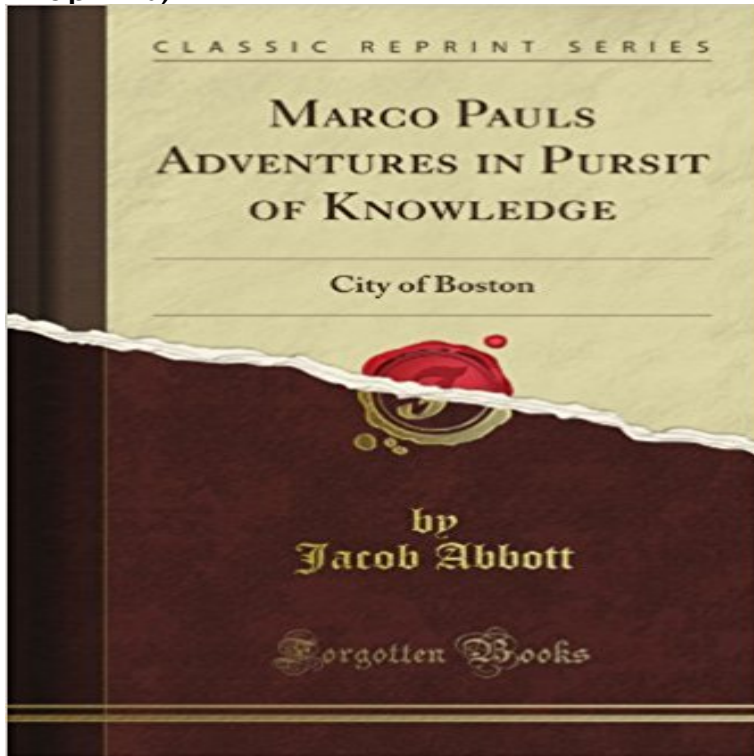 CLASSIC REPRINT SERIES
MARCO PAULS
ADVENTURES IN PURSIT
OF KNOWLEDGE
City of Boston
by
Jacob Abbott
Forgotten Books